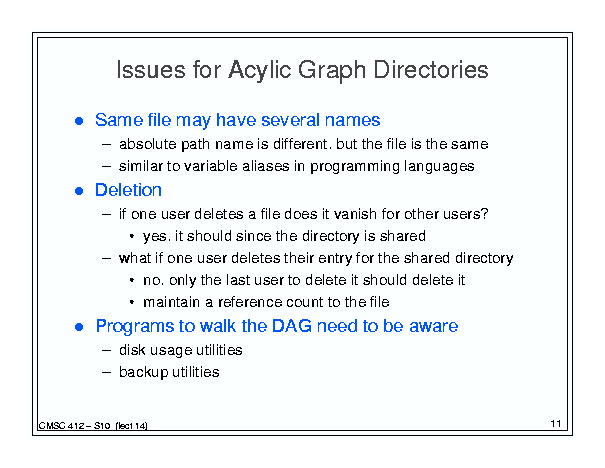 Issues for Acylic Graph Directories
● Same file may have several names
– absolute path name is different. but the file is the same
– similar to variable aliases in programming languages
● Deletion
– if one user deletes a file does it vanish for other users?
• yes. it should since the directory is shared
– what if one user deletes their entry for the shared directory
• no. only the last user to delete it should delete it
• maintain a reference count to the file
● Programs to walk the DAG need to be aware
– disk usage utilities
– backup utilities
CMSC 412 – S10 (lect 14)
11